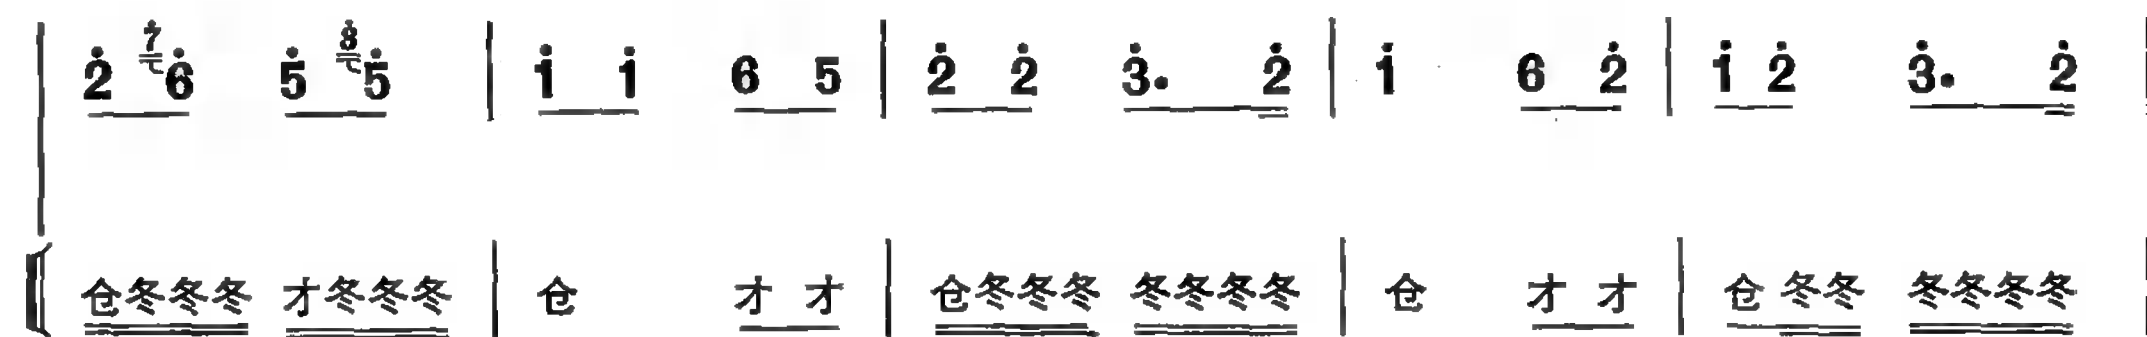 2̇ 7̇6̇ 5̇ 8̇5̇ | 1̇ 1̇ 6 5 | 2̇ 2̇ 3̇. 2̇ | 1̇ 6 2̇ | 1̇ 2̇ 3̇. 2̇ |
仓冬冬冬 才冬冬冬 | 仓 才 才 | 仓冬冬冬 冬冬冬冬 | 仓 才 才 | 仓 冬冬 冬冬冬冬 |